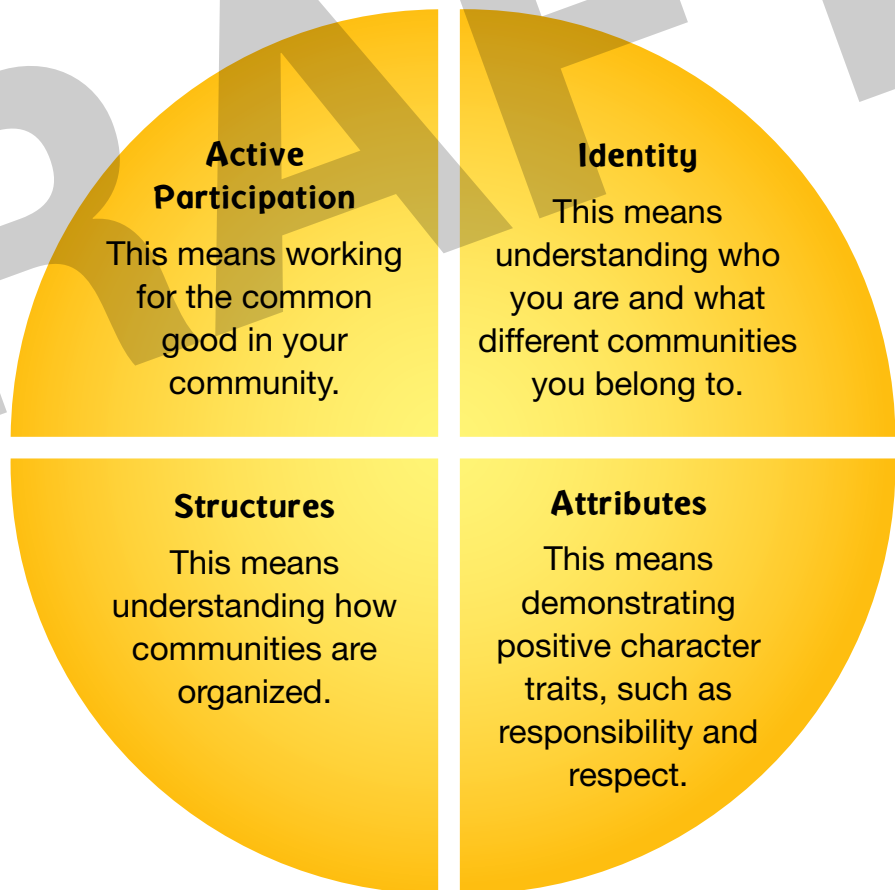 Active
Participation
This means working
for the common
good in your
community.
Identity
This means
understanding who
you are and what
different communities
you belong to.
Structures
This means
understanding how
communities are
organized.
Attributes
This means
demonstrating
positive character
traits, such as
responsibility and
respect.